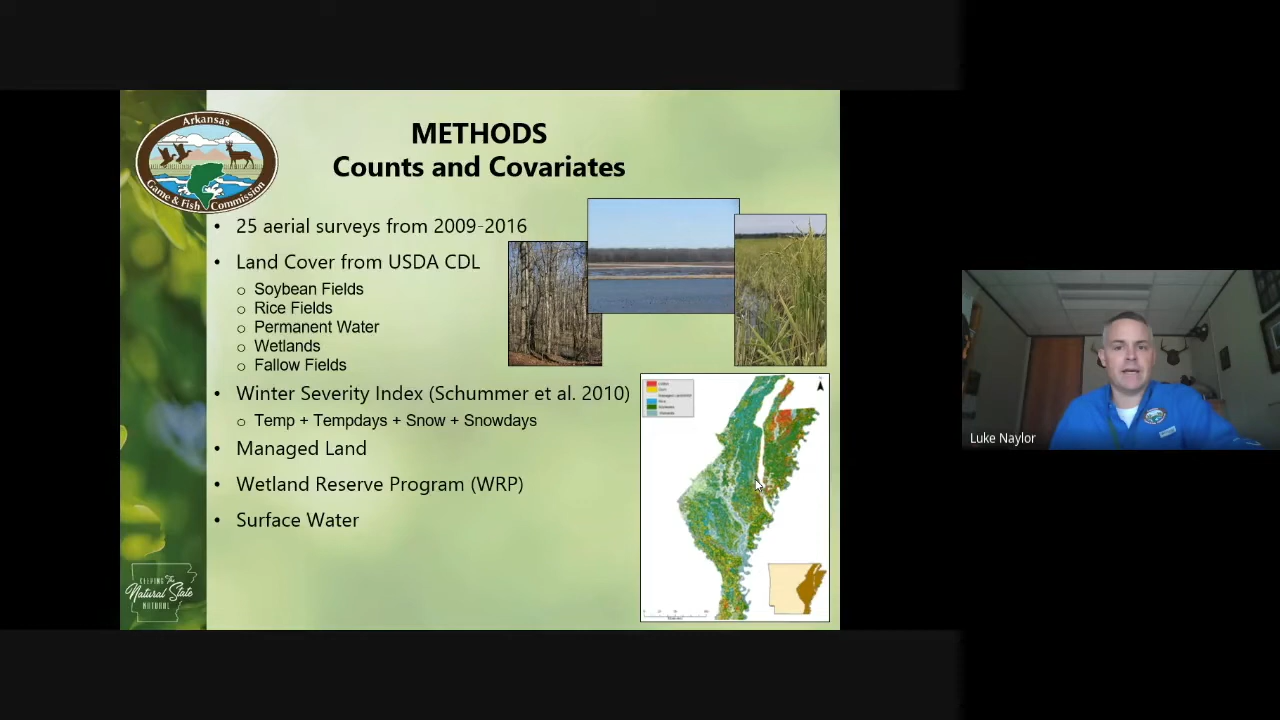 METHODS
Counts and Covariates
Arkansas
Game & Fish Commission
• 25 aerial surveys from 2009-2016
• Land Cover from USDA CDL
o Soybean Fields
o Rice Fields
o Permanent Water
o Wetlands
o Fallow Fields
• Winter Severity Index (Schummer et al. 2010)
o Temp + Tempdays + Snow + Snowdays
• Managed Land
• Wetland Reserve Program (WRP)
• Surface Water
KEEPING The
Natural State
NATURAL
Luke Naylor